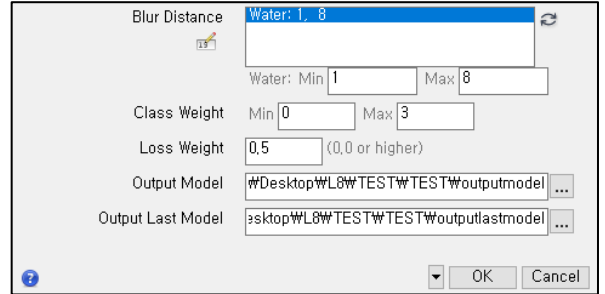 Blur Distance
Water: 1, 8
Water: Min 1 Max 8
Class Weight Min 0 Max 3
Loss Weight 0,5 (0,0 or higher)
Output Model ₩Desktop₩L8₩TEST₩TEST₩outputmodel ...
Output Last Model esktop₩L8₩TEST₩TEST₩outputlastmodel ...
? OK Cancel